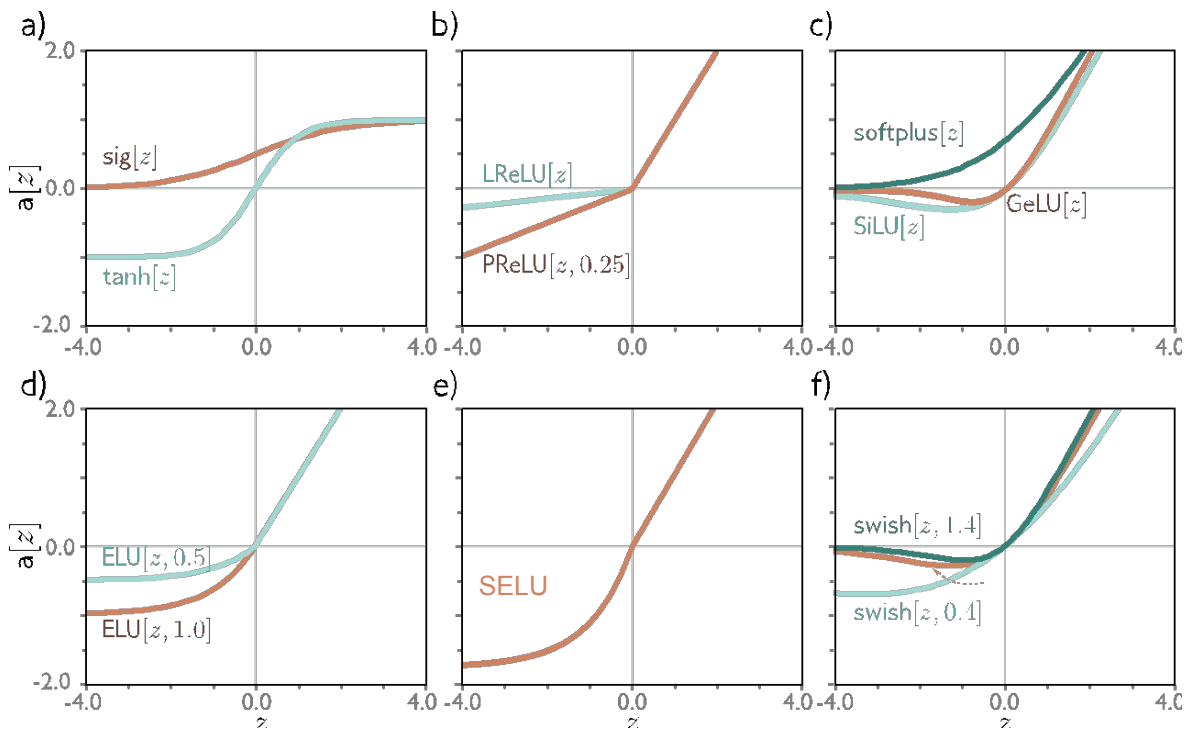 a)
b)
c)
2.0
0.0
-2.0
a[z]
sig[z]
tanh[z]
-4.0 0.0 4.0
LReLU[z]
PReLU[z, 0.25]
-4.0 0.0 4.0
softplus[z]
GeLU[z]
SiLU[z]
-4.0 0.0 4.0
d)
e)
f)
2.0
0.0
-2.0
a[z]
ELU[z, 0.5]
ELU[z, 1.0]
-4.0 0.0 4.0
z
SELU
-4.0 0.0 4.0
z
swish[z, 1.4]
swish[z, 0.4]
-4.0 0.0 4.0
z